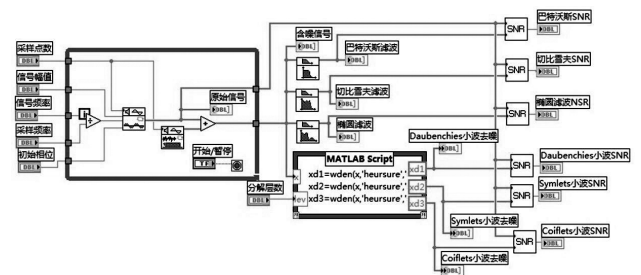 采样点数
DBL
信号幅值
DBL
信号频率
DBL
采样频率
DBL
初始相位
DBL
原始信号
DBL
开始/暂停
TF
含噪信号
DBL
巴特沃斯滤波
DBL
切比雪夫滤波
DBL
椭圆滤波
DBL
SNR
巴特沃斯SNR
DBL
SNR
切比雪夫SNR
DBL
SNR
椭圆滤波NSR
DBL
分解层数
DBL
MATLAB Script
x
lev
xd1=wden(x,'heursure','
xd2=wden(x,'heursure','
xd3=wden(x,'heursure','
xd1
xd2
xd3
Daubenchies小波去噪
DBL
Symlets小波去噪
DBL
Coiflets小波去噪
DBL
SNR
Daubenchies小波SNR
DBL
SNR
Symlets小波SNR
DBL
SNR
Coiflets小波SNR
DBL